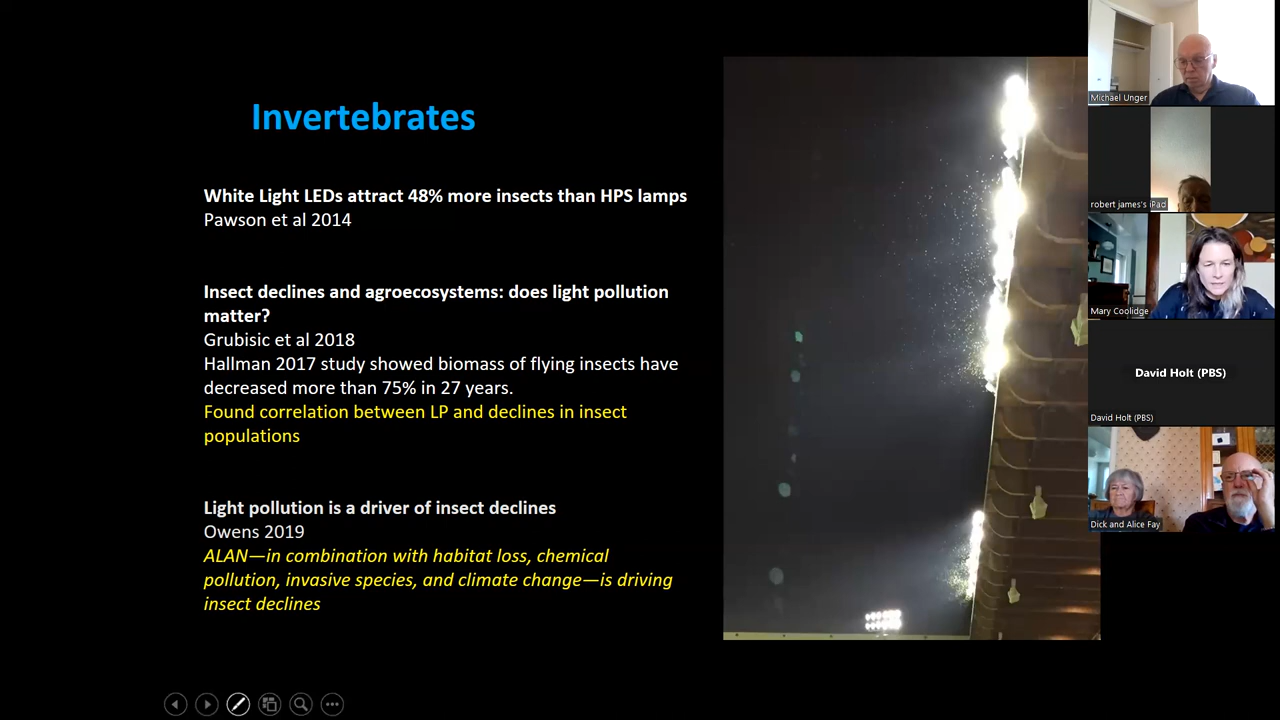 Invertebrates
White Light LEDs attract 48% more insects than HPS lamps
Pawson et al 2014
Insect declines and agroecosystems: does light pollution
matter?
Grubisic et al 2018
Hallman 2017 study showed biomass of flying insects have
decreased more than 75% in 27 years.
Found correlation between LP and declines in insect
populations
Light pollution is a driver of insect declines
Owens 2019
ALAN—in combination with habitat loss, chemical
pollution, invasive species, and climate change—is driving
insect declines
Michael Unger
robert james's iPad
Mary Coolidge
David Holt (PBS)
David Holt (PBS)
Dick and Alice Fay